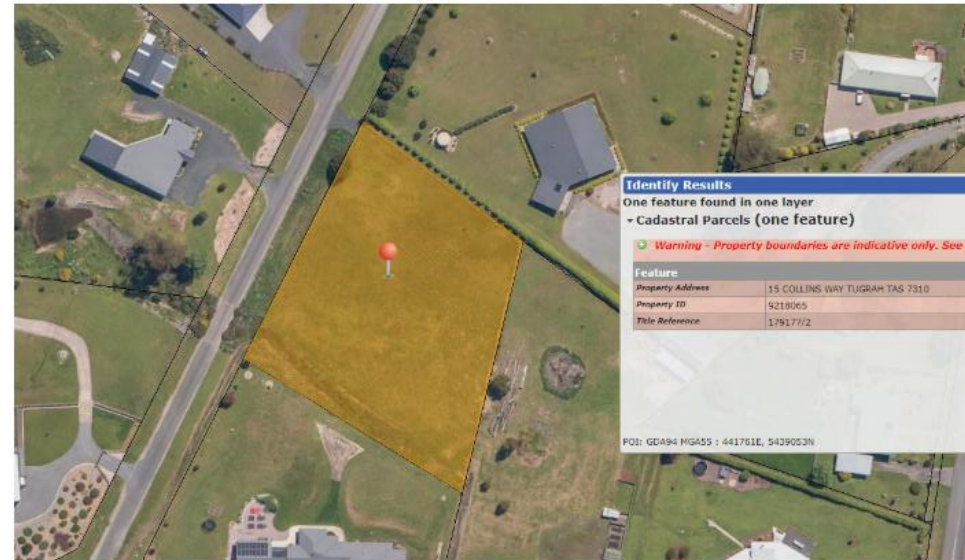 Identify Results
One feature found in one layer
Cadastral Parcels (one feature)
Warning - Property boundaries are indicative only. See
Feature
Property Address 15 COLLINS WAY TUGRAH TAS 7310
Property ID 9218065
Title Reference 179177/2
POI: GDA94 MGA55 : 441761E, 5439053N